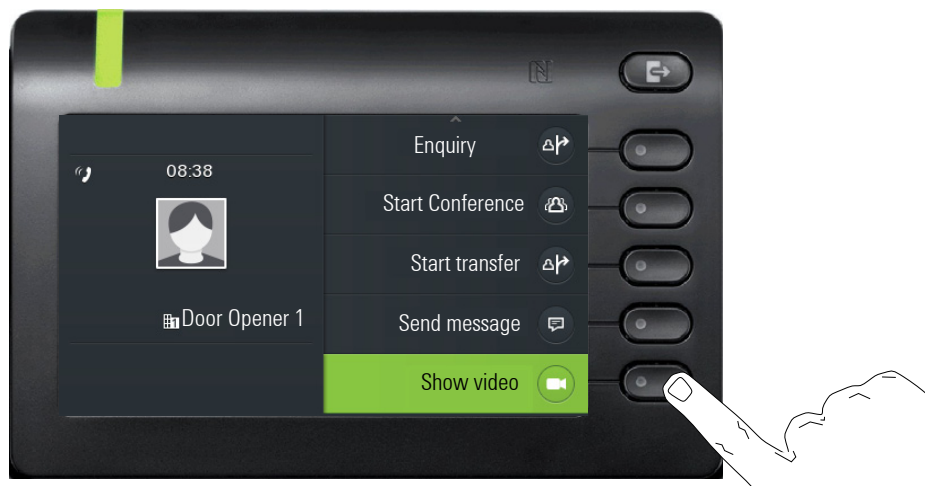 Enquiry
08:38
Start Conference
Start transfer
Door Opener 1
Send message
Show video